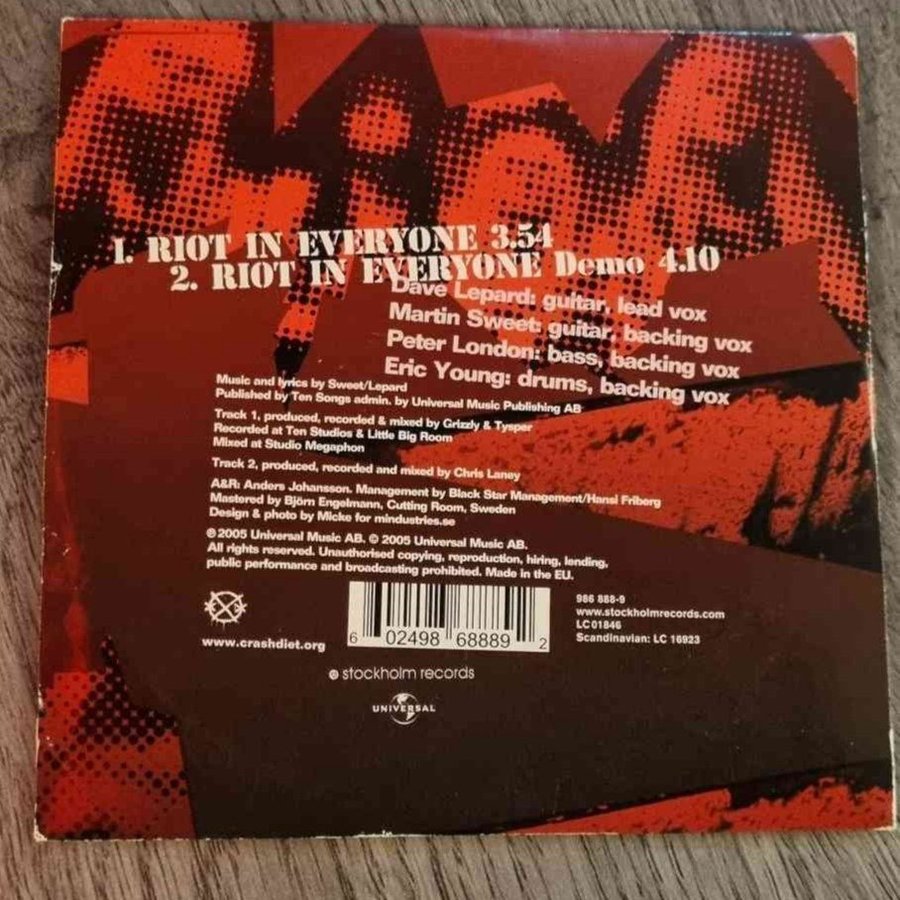 1. RIOT IN EVERYONE 3.54
2. RIOT IN EVERYONE Demo 4.10
Dave Lepard: guitar, lead vox
Martin Sweet: guitar, backing vox
Peter London: bass, backing vox
Eric Young: drums, backing vox
Music and lyrics by Sweet/Lepard
Published by Ten Songs admin. by Universal Music Publishing AB
Track 1, produced, recorded & mixed by Grizzly & Tysper
Recorded at Ten Studios & Little Big Room
Mixed at Studio Megaphon
Track 2, produced, recorded and mixed by Chris Laney
A&R: Anders Johansson. Management by Black Star Management/Hansi Friberg
Mastered by Björn Engelmann, Cutting Room, Sweden
Design & photo by Micke for mindustries.se
℗ 2005 Universal Music AB. © 2005 Universal Music AB.
All rights reserved. Unauthorised copying, reproduction, hiring, lending,
public performance and broadcasting prohibited. Made in the EU.
www.crashdiet.org
6 02498 68889 2
986 888-9
www.stockholmrecords.com
LC 01846
Scandinavian: LC 16923
stockholm records
UNIVERSAL